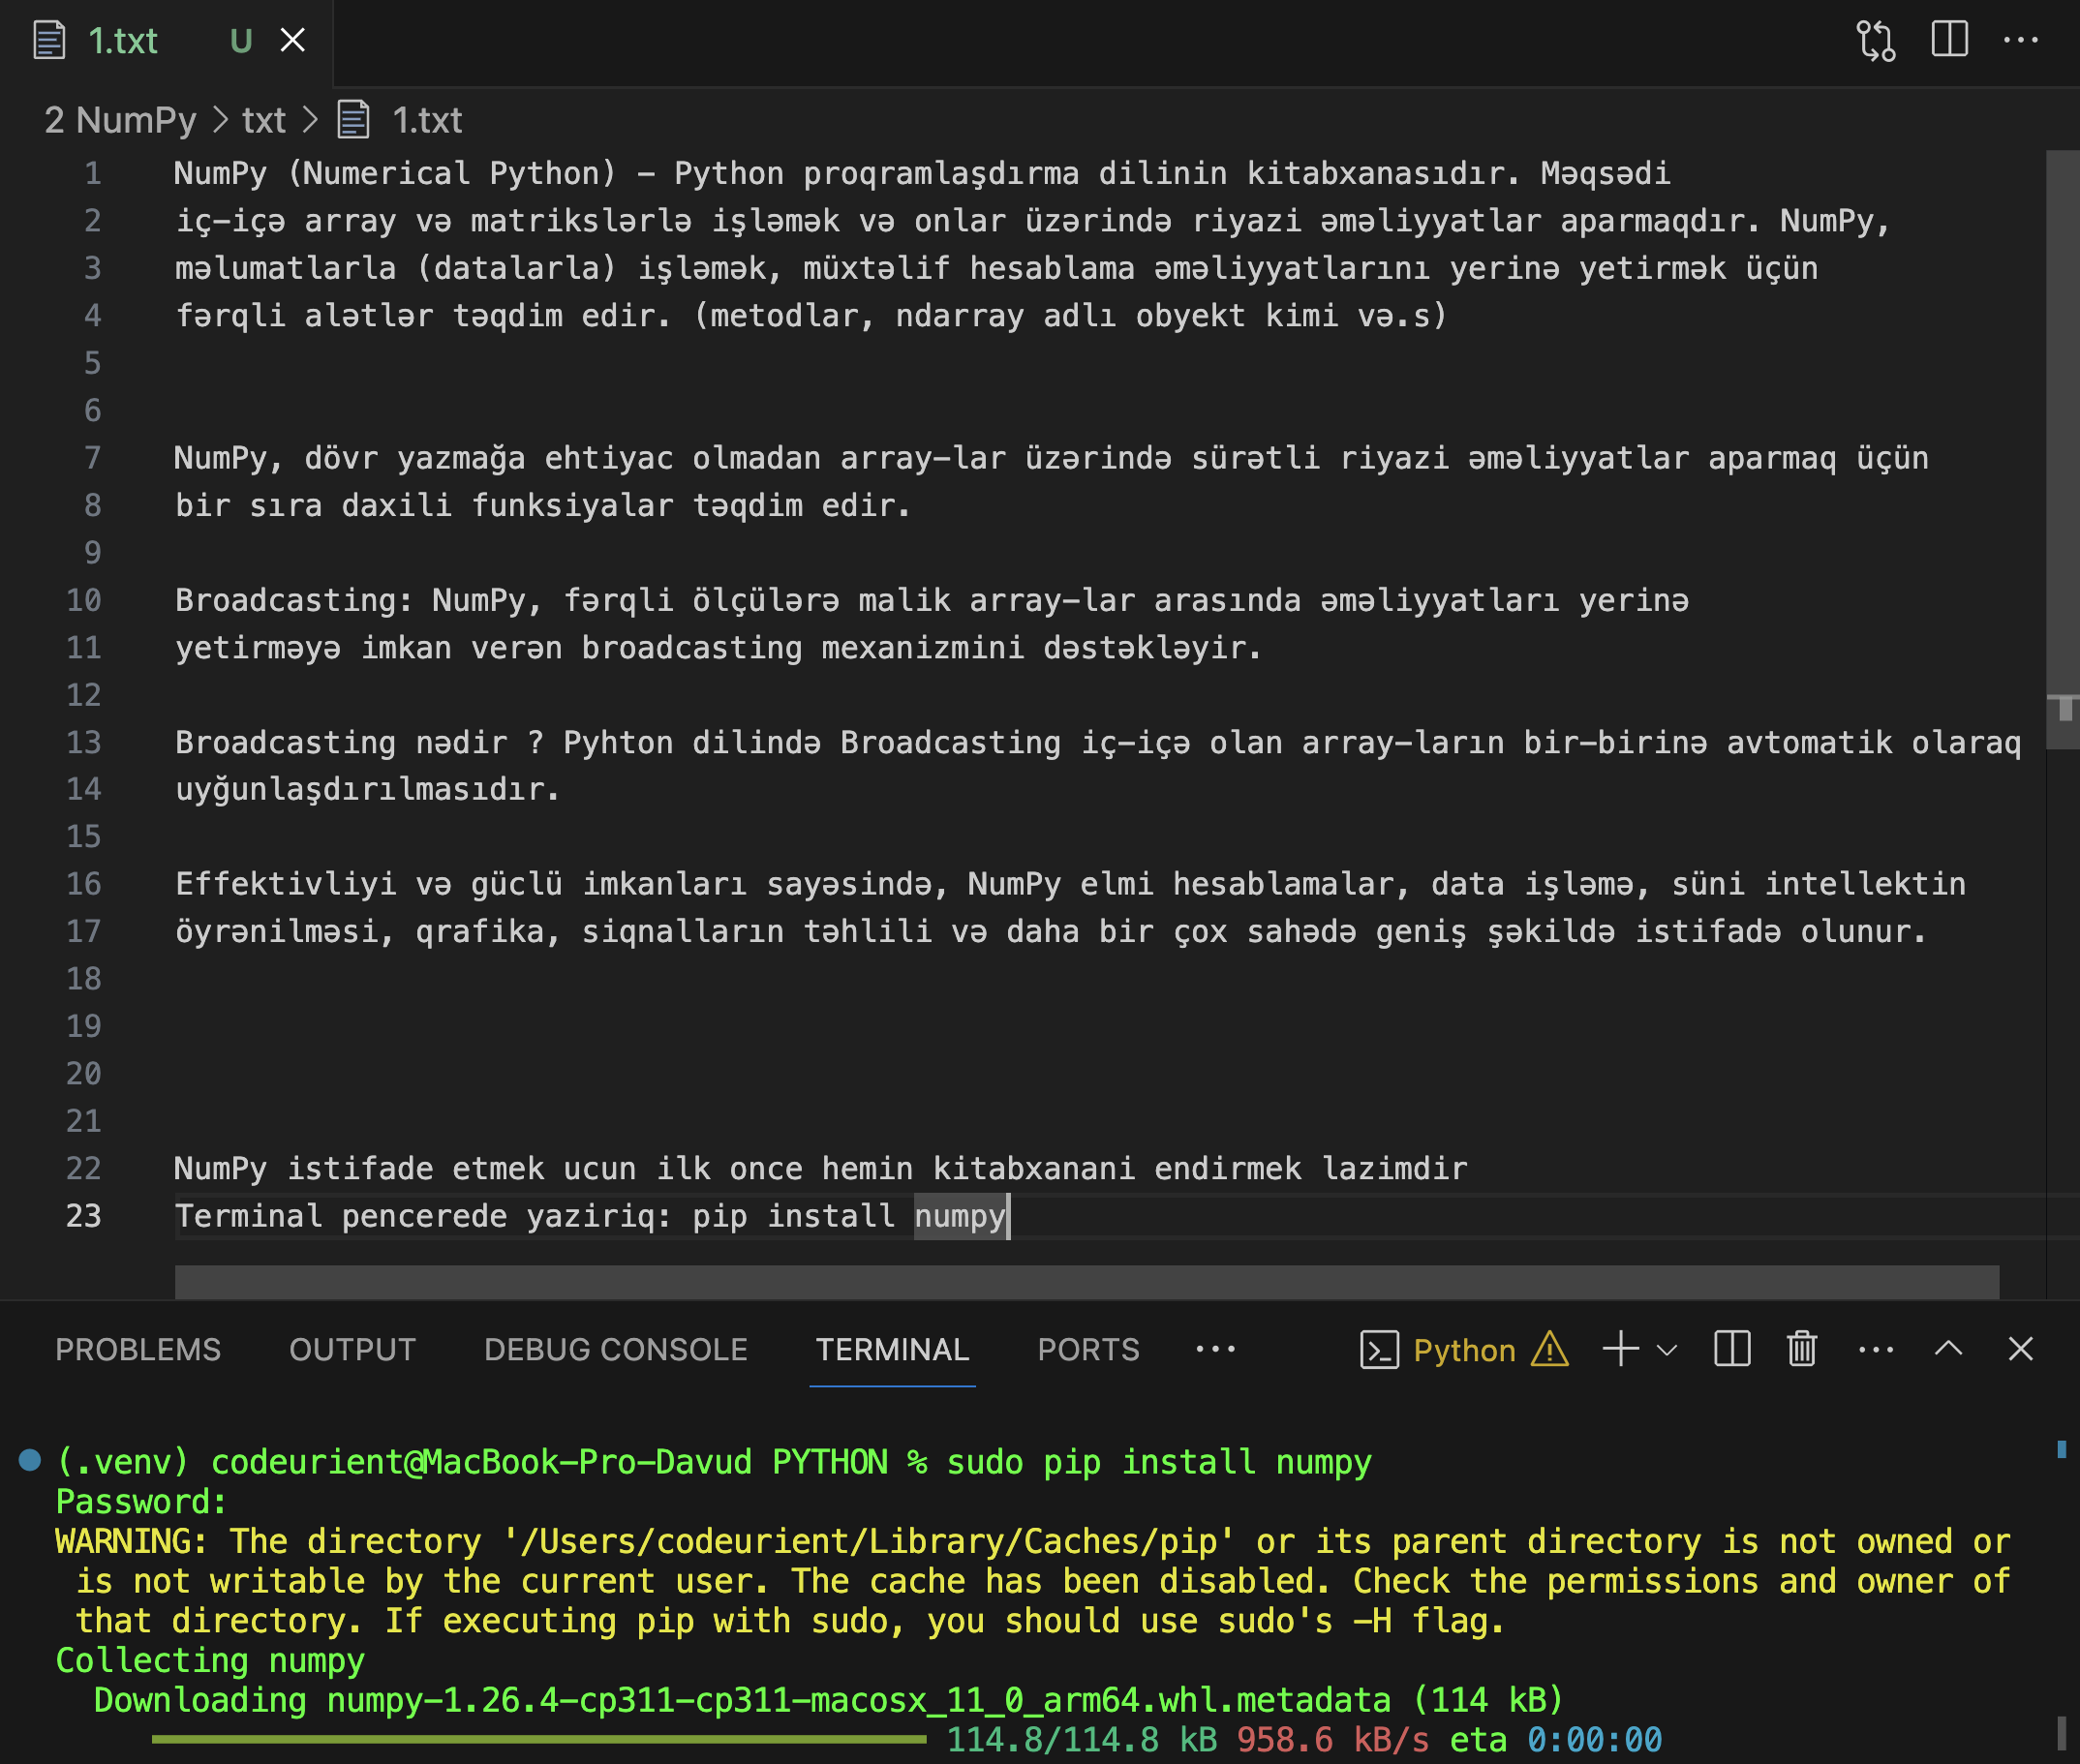 1.txt U
2 NumPy > txt > 1.txt
1 NumPy (Numerical Python) – Python proqramlaşdırma dilinin kitabxanasıdır. Məqsədi
2 iç-içə array və matrikslərlə işləmək və onlar üzərində riyazi əməliyyatlar aparmaqdır. NumPy,
3 məlumatlarla (datalarla) işləmək, müxtəlif hesablama əməliyyatlarını yerinə yetirmək üçün
4 fərqli alətlər təqdim edir. (metodlar, ndarray adlı obyekt kimi və.s)
5
6
7 NumPy, dövr yazmağa ehtiyac olmadan array-lar üzərində sürətli riyazi əməliyyatlar aparmaq üçün
8 bir sıra daxili funksiyalar təqdim edir.
9
10 Broadcasting: NumPy, fərqli ölçülərə malik array-lar arasında əməliyyatları yerinə
11 yetirməyə imkan verən broadcasting mexanizmini dəstəkləyir.
12
13 Broadcasting nədir ? Pyhton dilində Broadcasting iç-içə olan array-ların bir-birinə avtomatik olaraq
14 uyğunlaşdırılmasıdır.
15
16 Effektivliyi və güclü imkanları sayəsində, NumPy elmi hesablamalar, data işləmə, süni intellektin
17 öyrənilməsi, qrafika, siqnalların təhlili və daha bir çox sahədə geniş şəkildə istifadə olunur.
18
19
20
21
22 NumPy istifade etmek ucun ilk once hemin kitabxanani endirmek lazimdir
23 Terminal pencerede yaziriq: pip install numpy
PROBLEMS OUTPUT DEBUG CONSOLE TERMINAL PORTS ··· Python
(.venv) codeurient@MacBook-Pro-Davud PYTHON % sudo pip install numpy
Password:
WARNING: The directory '/Users/codeurient/Library/Caches/pip' or its parent directory is not owned or
is not writable by the current user. The cache has been disabled. Check the permissions and owner of
that directory. If executing pip with sudo, you should use sudo's -H flag.
Collecting numpy
Downloading numpy-1.26.4-cp311-cp311-macosx_11_0_arm64.whl.metadata (114 kB)
114.8/114.8 kB 958.6 kB/s eta 0:00:00